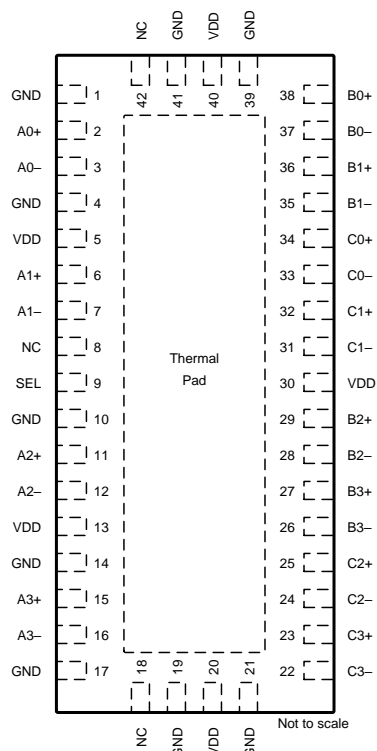 NC GND VDD GND
42 41 40 39
GND 1 38 B0+
A0+ 2 37 B0–
A0– 3 36 B1+
GND 4 35 B1–
VDD 5 34 C0+
A1+ 6 33 C0–
A1– 7 32 C1+
NC 8 31 C1–
SEL 9 30 VDD
GND 10 29 B2+
A2+ 11 28 B2–
A2– 12 27 B3+
VDD 13 26 B3–
GND 14 25 C2+
A3+ 15 24 C2–
A3– 16 23 C3+
GND 17 22 C3–
Thermal
Pad
18 19 20 21
NC GND VDD GND
Not to scale